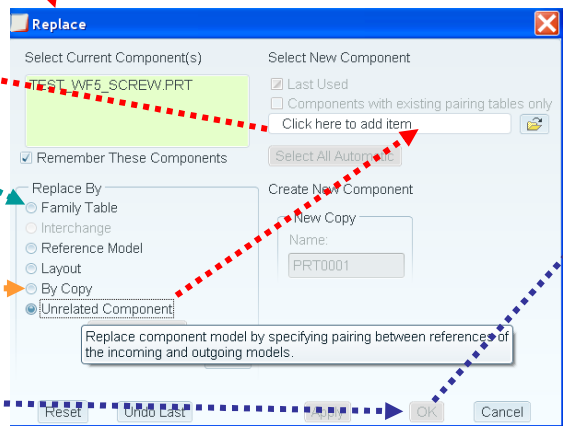 Replace
Select Current Component(s)
TEST_WF5_SCREW.PRT
Remember These Components
Select New Component
Last Used
Components with existing pairing tables only
Click here to add item
Select All Automatic
Replace By
Family Table
Interchange
Reference Model
Layout
By Copy
Unrelated Component
Create New Component
New Copy
Name:
PRT0001
Replace component model by specifying pairing between references of
the incoming and outgoing models.
Reset
Undo Last
Apply
OK
Cancel